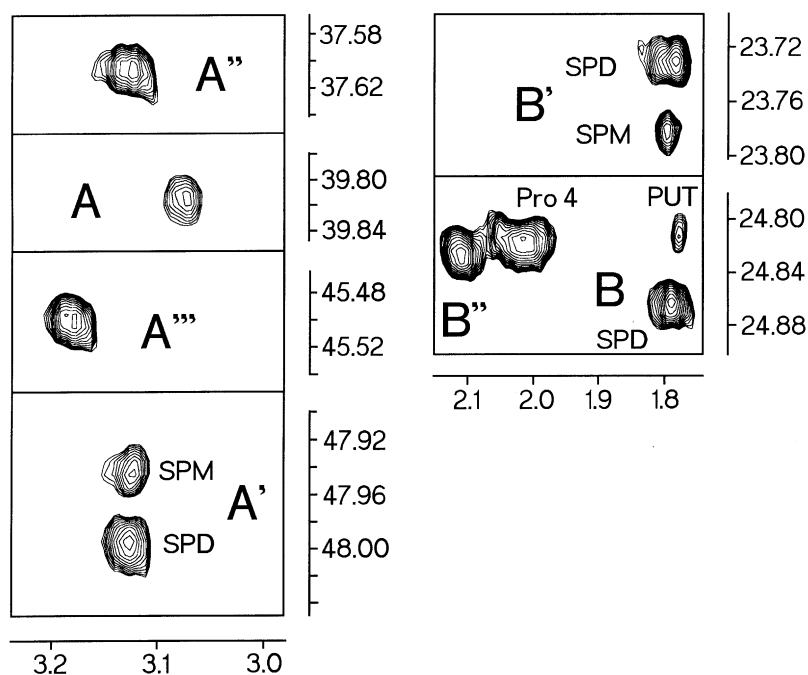 A”
37.58
37.62
A
39.80
39.84
A”’
45.48
45.52
SPM
A’
SPD
47.92
47.96
48.00
3.2 3.1 3.0
SPD
B’
SPM
23.72
23.76
23.80
Pro 4 PUT
B”
B
SPD
24.80
24.84
24.88
2.1 2.0 1.9 1.8